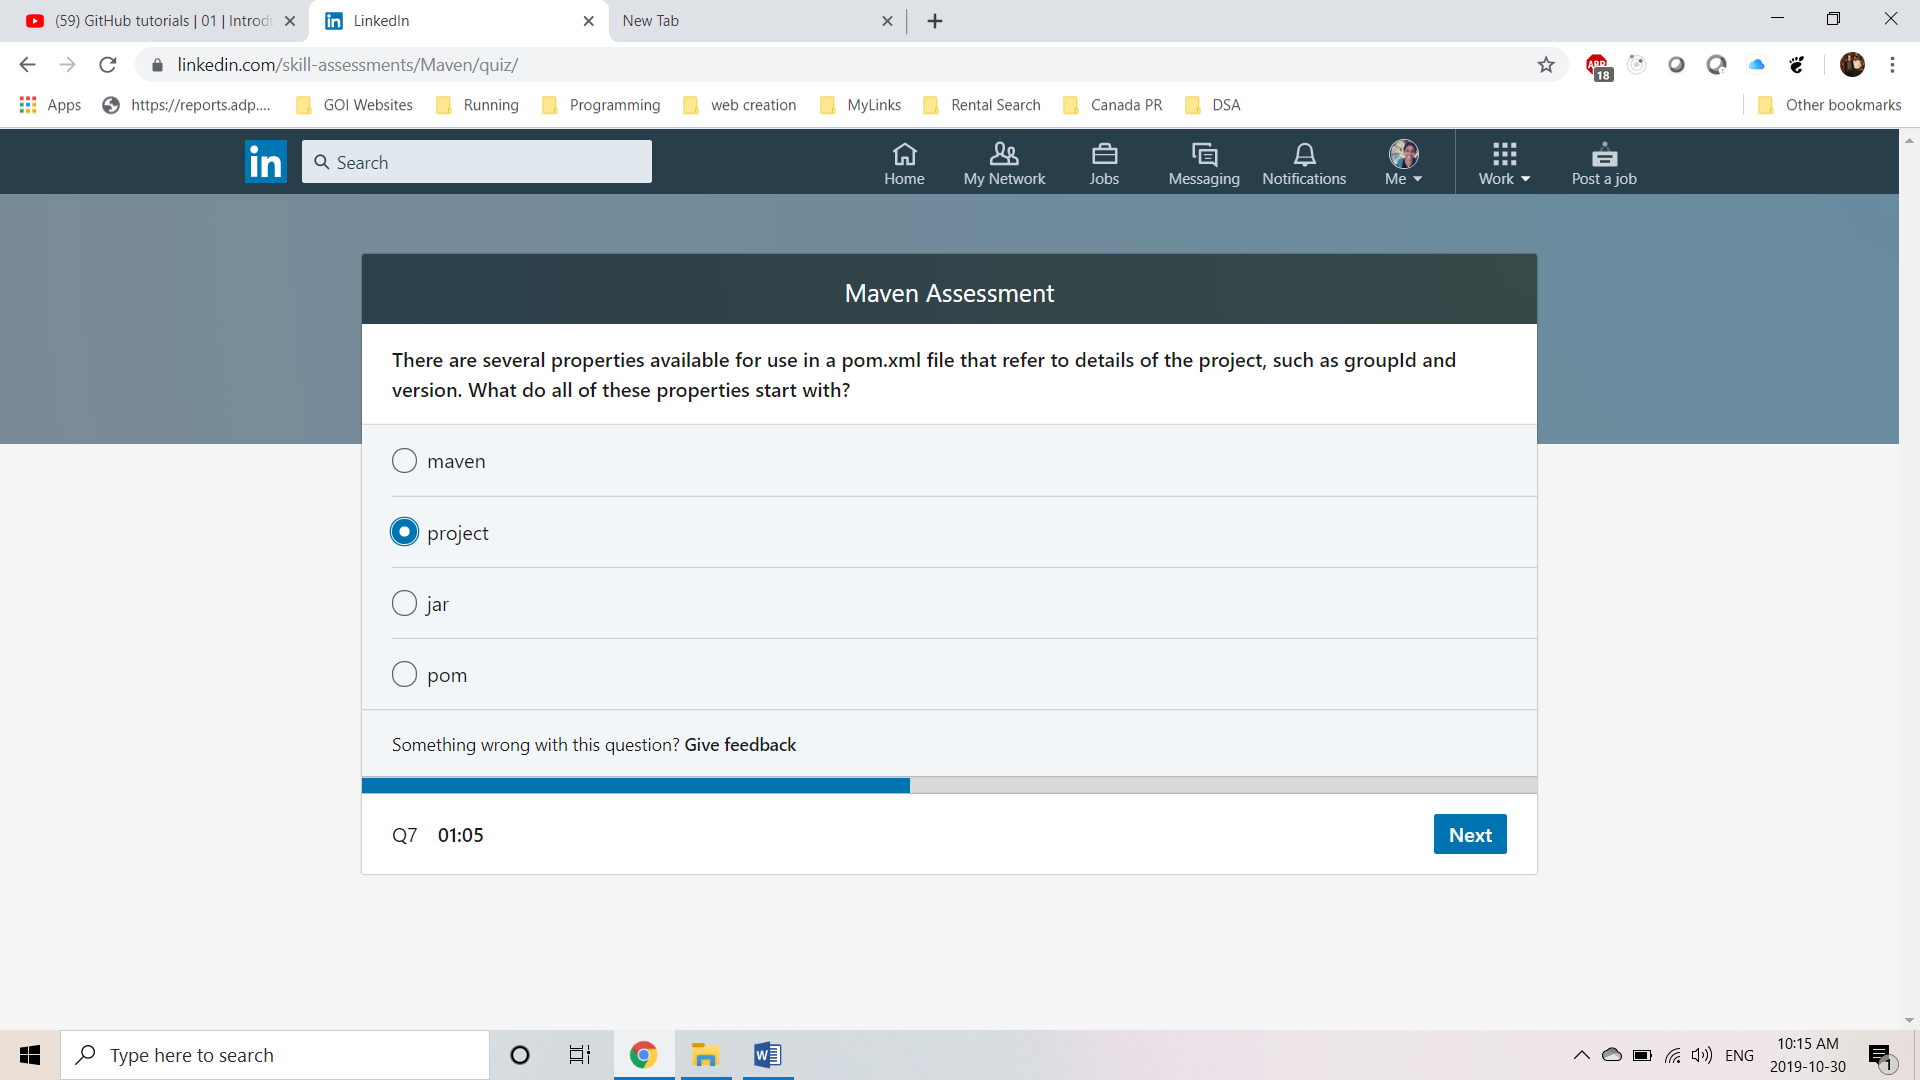 (59) GitHub tutorials | 01 | Introdu
LinkedIn
New Tab
linkedin.com/skill-assessments/Maven/quiz/
ABP
18
Apps
https://reports.adp....
GOI Websites
Running
Programming
web creation
MyLinks
Rental Search
Canada PR
DSA
Other bookmarks
in
Search
Home
My Network
Jobs
Messaging
Notifications
Me
Work
Post a job
Maven Assessment
There are several properties available for use in a pom.xml file that refer to details of the project, such as groupId and
version. What do all of these properties start with?
maven
project
jar
pom
Something wrong with this question? Give feedback
Q7 01:05
Next
Type here to search
ENG
10:15 AM
2019-10-30
1